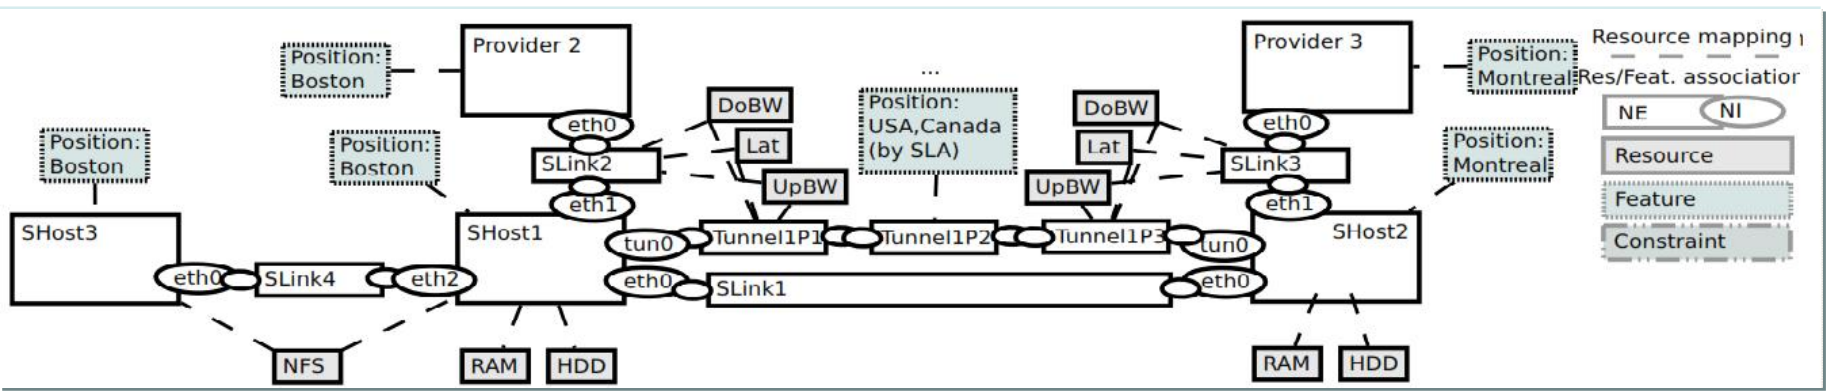 Provider 2
Position:
Boston
eth0
SLink2
eth1
DoBW
Lat
UpBW
...
Position:
USA,Canada
(by SLA)
DoBW
Lat
UpBW
Provider 3
Position:
Montreal
eth0
SLink3
eth1
Position:
Montreal
Resource mapping
Res/Feat. association
NE
NI
Resource
Feature
Constraint
Position:
Boston
Position:
Boston
SHost3
eth0
SLink4
eth2
SHost1
tun0
Tunnel1P1
Tunnel1P2
Tunnel1P3
tun0
SHost2
eth0
SLink1
eth0
NFS
RAM
HDD
RAM
HDD